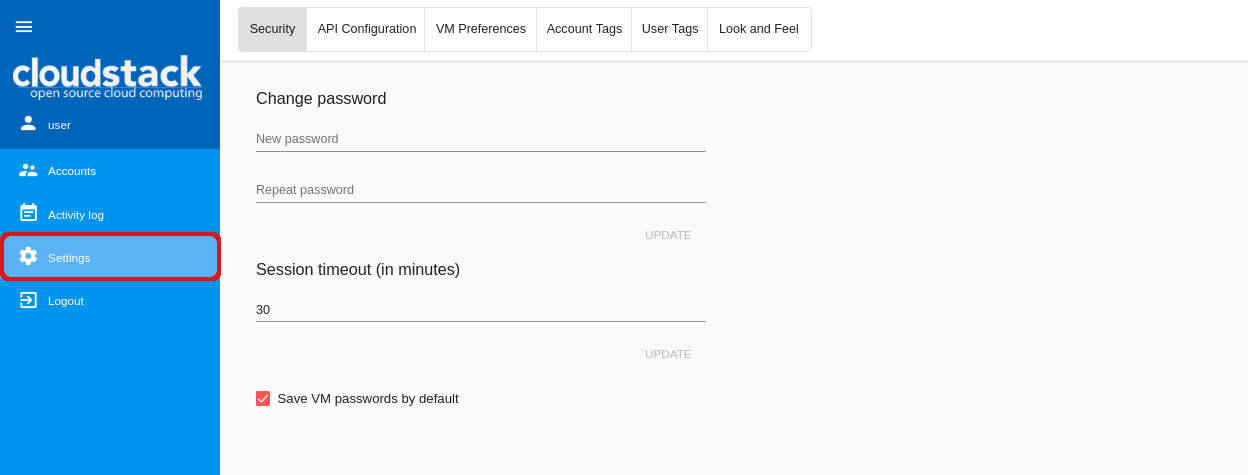 cloudstack
open source cloud computing
user
Accounts
Activity log
Settings
Logout
Security API Configuration VM Preferences Account Tags User Tags Look and Feel
Change password
New password
Repeat password
UPDATE
Session timeout (in minutes)
30
UPDATE
Save VM passwords by default